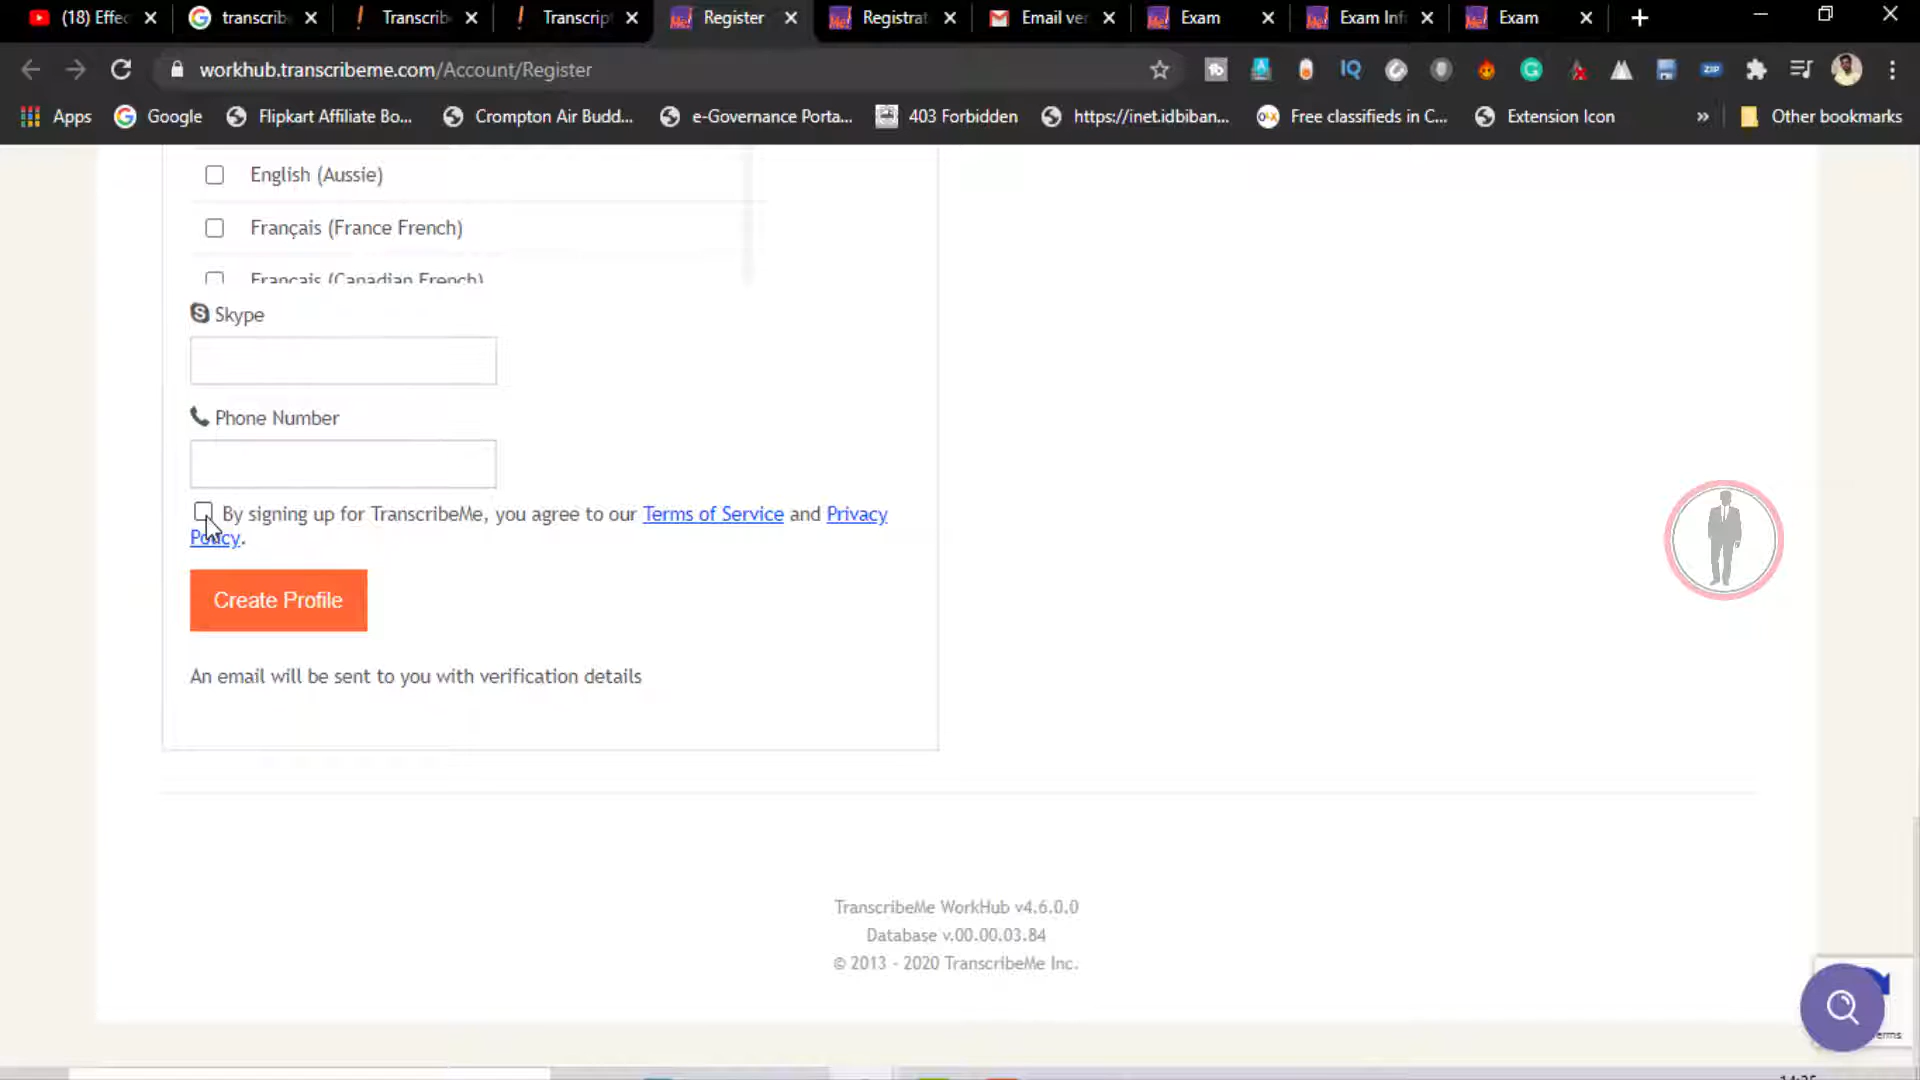 (18) Effec
transcrib
Transcrib
Transcrip
Register
Registrat
Email ver
Exam
Exam Inf
Exam
workhub.transcribeme.com/Account/Register
Apps
Google
Flipkart Affiliate Bo...
Crompton Air Budd...
e-Governance Porta...
403 Forbidden
https://inet.idbiban...
Free classifieds in C...
Extension Icon
»
Other bookmarks
English (Aussie)
Français (France French)
Français (Canadian French)
Skype
Phone Number
By signing up for TranscribeMe, you agree to our Terms of Service and Privacy
Policy.
Create Profile
An email will be sent to you with verification details
TranscribeMe WorkHub v4.6.0.0
Database v.00.00.03.84
© 2013 - 2020 TranscribeMe Inc.